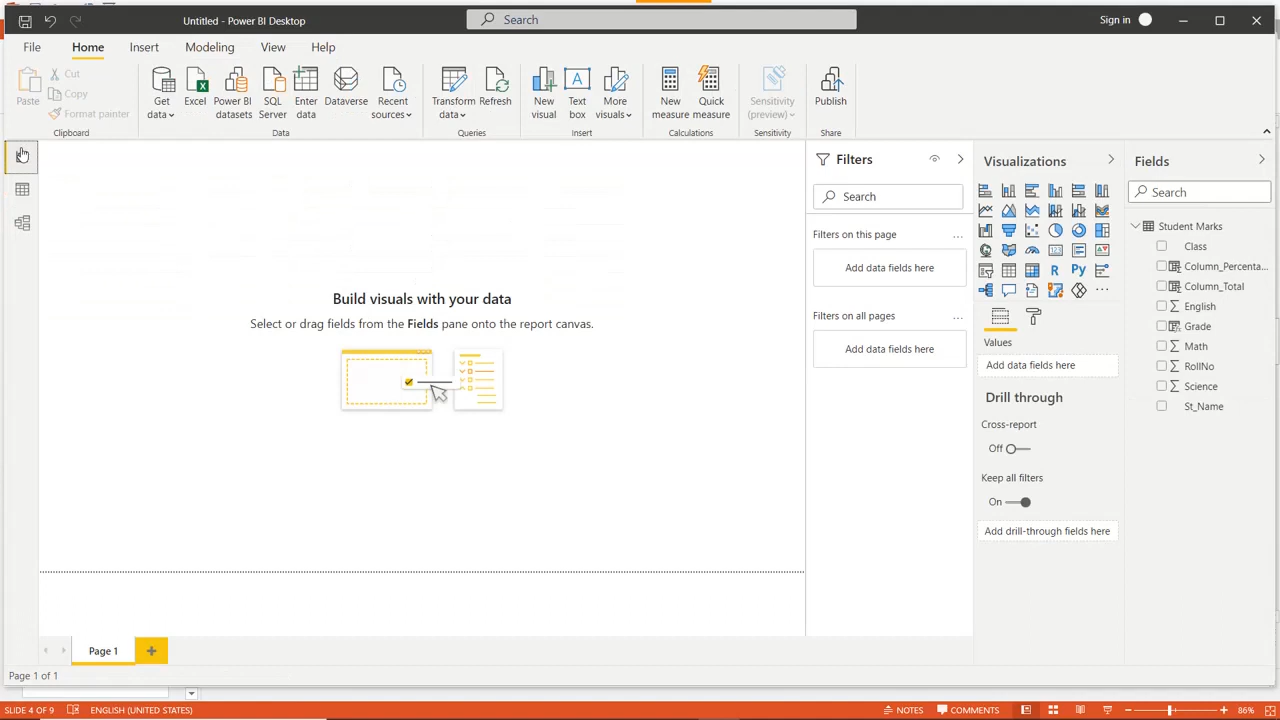 Untitled - Power BI Desktop
Search
Sign in
File
Home
Insert
Modeling
View
Help
Paste
Cut
Copy
Format painter
Clipboard
Get data
Excel
Power BI datasets
SQL Server
Enter data
Dataverse
Recent sources
Data
Transform data
Refresh
Queries
New visual
Text box
More visuals
Insert
New measure
Quick measure
Calculations
Sensitivity (preview)
Sensitivity
Publish
Share
Build visuals with your data
Select or drag fields from the Fields pane onto the report canvas.
Filters
Search
Filters on this page
...
Add data fields here
Filters on all pages
...
Add data fields here
Visualizations
R
Py
...
Values
Add data fields here
Drill through
Cross-report
Off
Keep all filters
On
Add drill-through fields here
Fields
Search
Student Marks
Class
Column_Percenta...
Column_Total
English
Grade
Math
RollNo
Science
St_Name
Page 1
Page 1 of 1
SLIDE 4 OF 9
ENGLISH (UNITED STATES)
NOTES
COMMENTS
86%